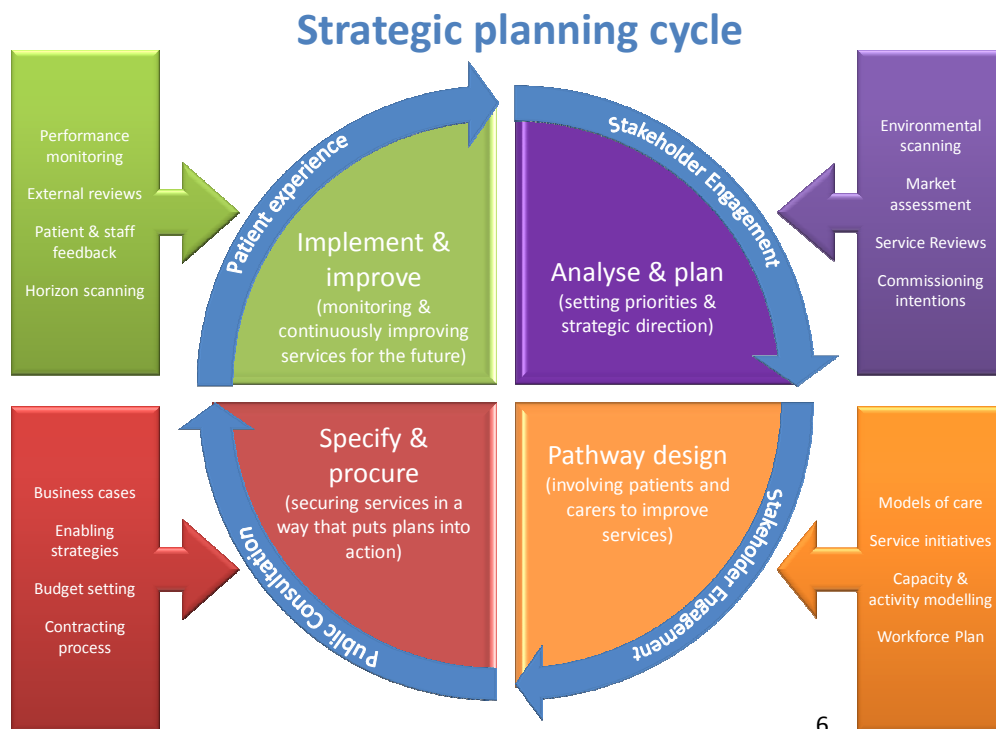 Strategic planning cycle
Performance
monitoring
External reviews
Patient & staff
feedback
Horizon scanning
Patient experience
Implement &
improve
(monitoring &
continuously improving
services for the future)
Stakeholder Engagement
Analyse & plan
(setting priorities &
strategic direction)
Environmental
scanning
Market
assessment
Service Reviews
Commissioning
intentions
Business cases
Enabling
strategies
Budget setting
Contracting
process
Public Consultation
Specify &
procure
(securing services in a
way that puts plans into
action)
Pathway design
(involving patients and
carers to improve
services)
Stakeholder Engagement
Models of care
Service initiatives
Capacity &
activity modelling
Workforce Plan
6